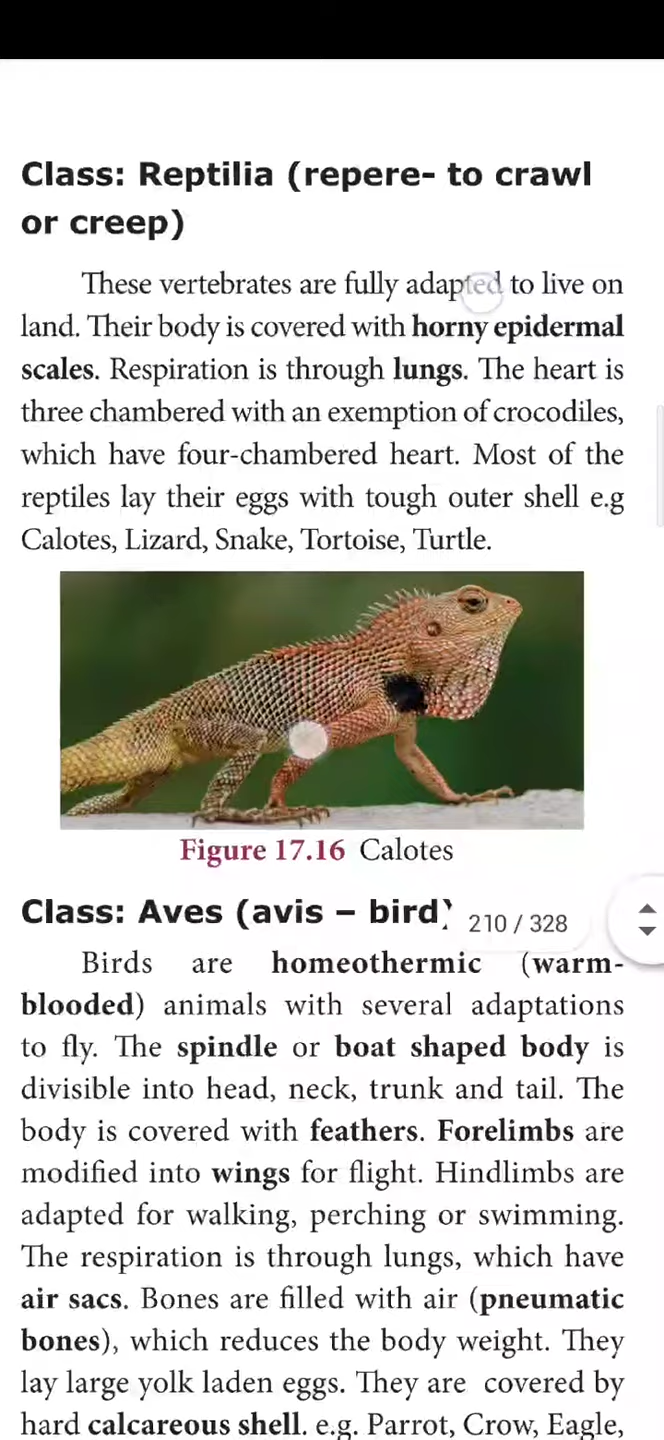 Class: Reptilia (repere- to crawl
or creep)
These vertebrates are fully adapted to live on
land. Their body is covered with horny epidermal
scales. Respiration is through lungs. The heart is
three chambered with an exemption of crocodiles,
which have four-chambered heart. Most of the
reptiles lay their eggs with tough outer shell e.g
Calotes, Lizard, Snake, Tortoise, Turtle.
Figure 17.16 Calotes
Class: Aves (avis – bird)
210 / 328
Birds are homeothermic (warm-
blooded) animals with several adaptations
to fly. The spindle or boat shaped body is
divisible into head, neck, trunk and tail. The
body is covered with feathers. Forelimbs are
modified into wings for flight. Hindlimbs are
adapted for walking, perching or swimming.
The respiration is through lungs, which have
air sacs. Bones are filled with air (pneumatic
bones), which reduces the body weight. They
lay large yolk laden eggs. They are covered by
hard calcareous shell. e.g. Parrot, Crow, Eagle,